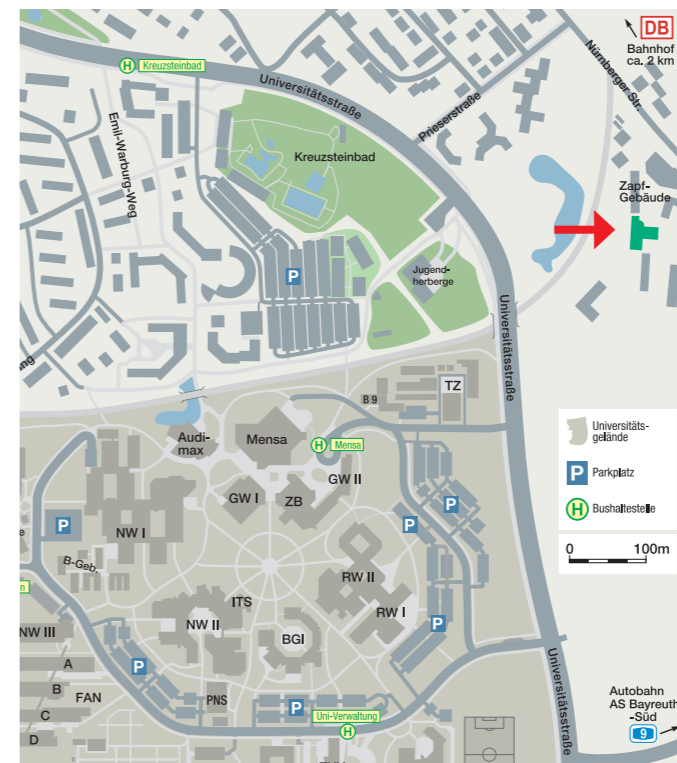 DB
Bahnhof
ca. 2 km
Nürnberger Str.
H Kreuzsteinbad
Universitätsstraße
Prieserstraße
Emil-Warburg-Weg
Kreuzsteinbad
Zapf-
Gebäude
P
Jugend-
herberge
Universitätsstraße
ng
TZ
B 9
Audi-
max
Mensa
H Mensa
GW II
GW I
ZB
Universitäts-
gelände
P Parkplatz
H Bushaltestelle
0 100m
P
P
P
NW I
B-Geb.
e
n
RW II
RW I
ITS
NW II
BGI
P
NW III
A
B
FAN
C
D
P
PNS
P
Uni-Verwaltung
H
Universitätsstraße
Autobahn
AS Bayreuth
-Süd
9